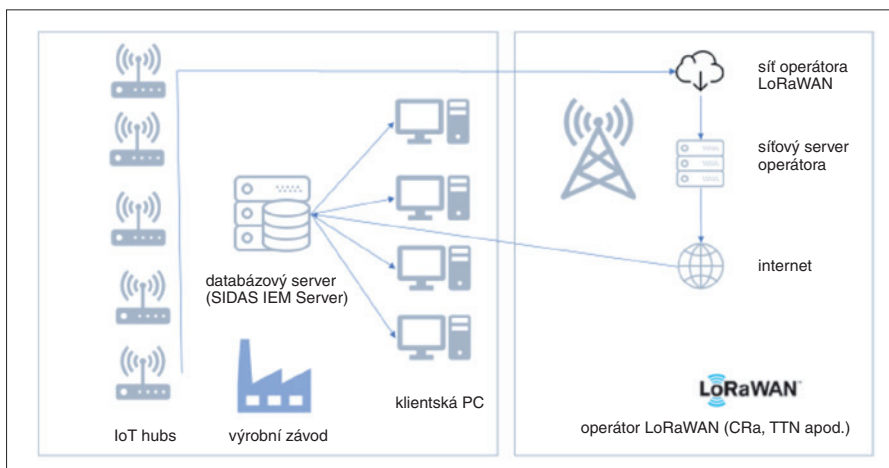 síť operátora
LoRaWAN
síťový server
operátora
internet
databázový server
(SIDAS IEM Server)
klientská PC
IoT hubs
výrobní závod
LoRaWAN
operátor LoRaWAN (CRa, TTN apod.)